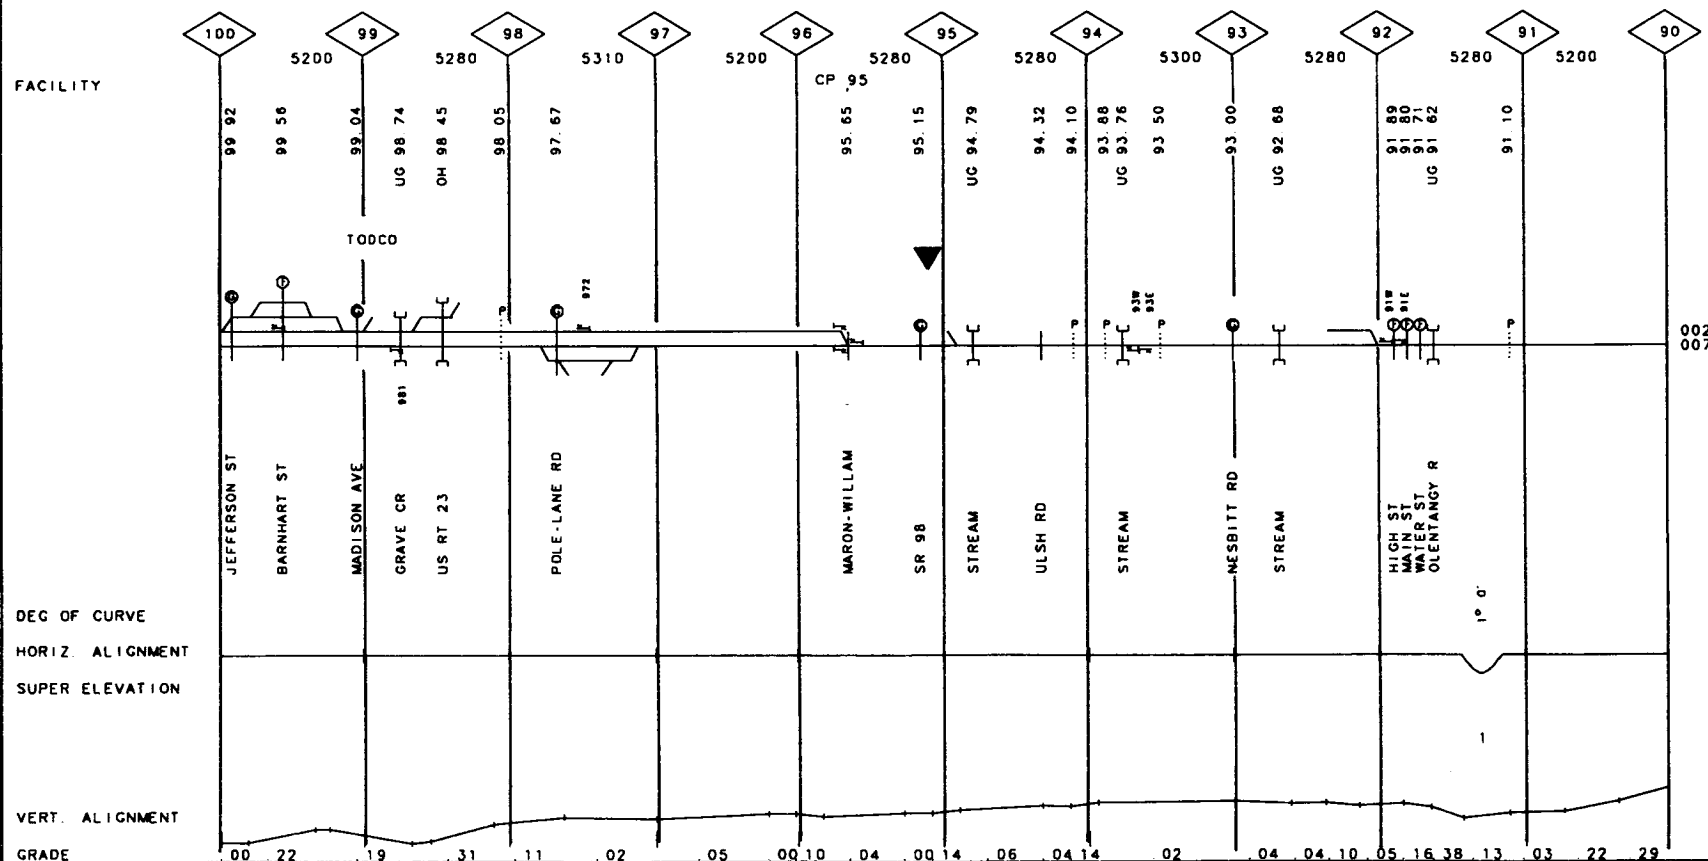 100 99 98 97 96 95 94 93 92 91 90
5200 5280 5310 5200 5280 5280 5300 5280 5280 5200
FACILITY
CP 95
99 92
99 56
99.04
UG 98 74
OH 98 45
98 05
97.67
95.65
95.15
UG 94.79
94.32
94.10
93.88
UG 93.76
93 50
93.00
UG 92 68
91 89
91 80
91 71
UG 91 62
91.10
TODCO
972
981
93W
93E
91W
91E
P
P
P
P
P
002
007
JEFFERSON ST
BARNHART ST
MADISON AVE
GRAVE CR
US RT 23
POLE-LANE RD
MARON-WILLAM
SR 98
STREAM
ULSH RD
STREAM
NESBITT RD
STREAM
HIGH ST
MAIN ST
WATER ST
OLENTANGY R
DEG OF CURVE
1° 0'
HORIZ. ALIGNMENT
SUPER ELEVATION
1
VERT. ALIGNMENT
GRADE .00 .22 .19 .31 .11 .02 .05 .00 .10 .04 .00 .14 .06 .04 .14 .02 .04 .04 .10 .05 .16 .38 .13 .03 .22 .29